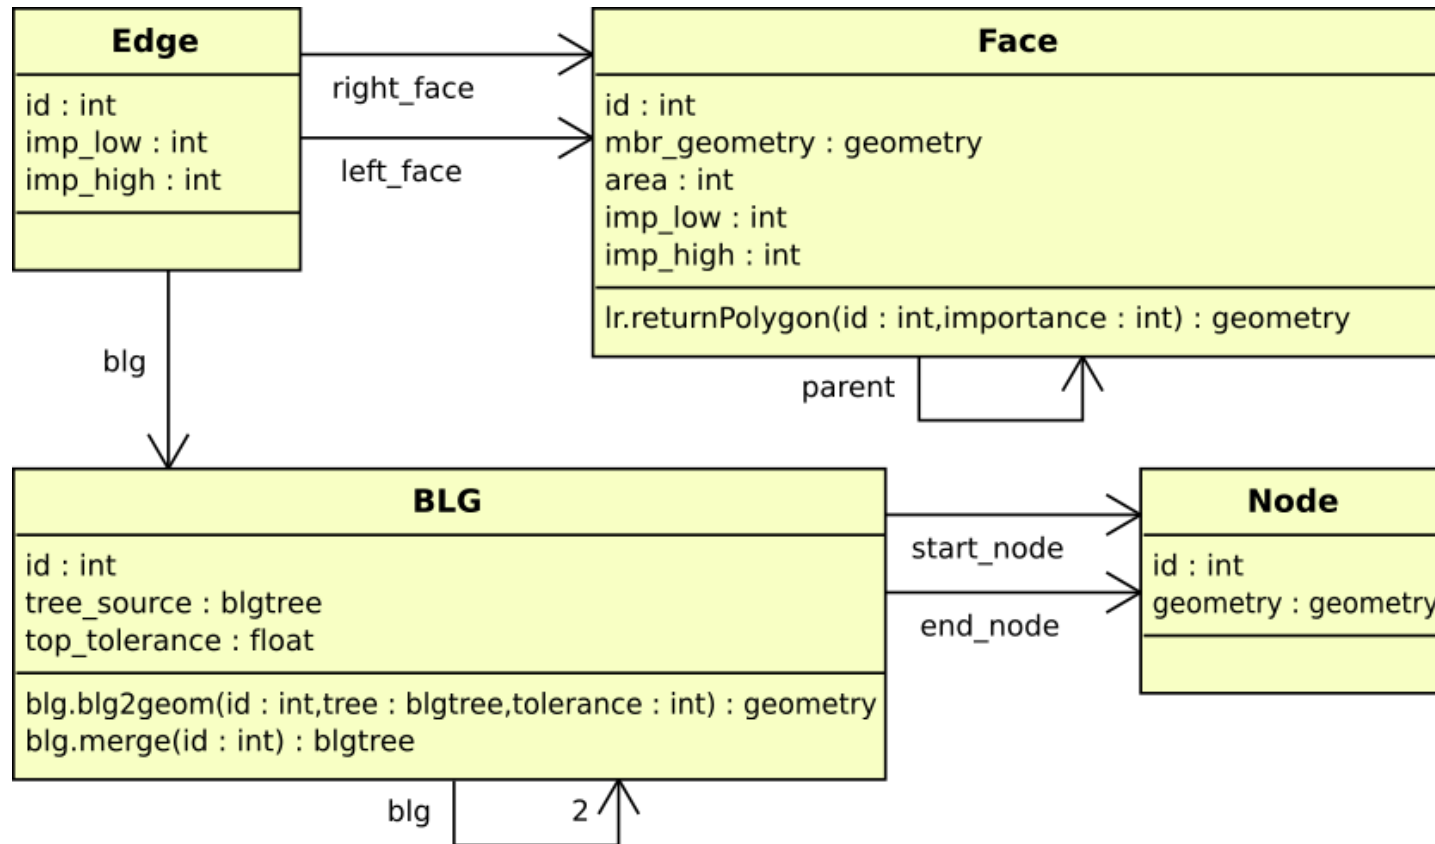 Edge
id : int
imp_low : int
imp_high : int
right_face
left_face
Face
id : int
mbr_geometry : geometry
area : int
imp_low : int
imp_high : int
lr.returnPolygon(id : int,importance : int) : geometry
parent
blg
BLG
id : int
tree_source : blgtree
top_tolerance : float
blg.blg2geom(id : int,tree : blgtree,tolerance : int) : geometry
blg.merge(id : int) : blgtree
blg
2
start_node
end_node
Node
id : int
geometry : geometry